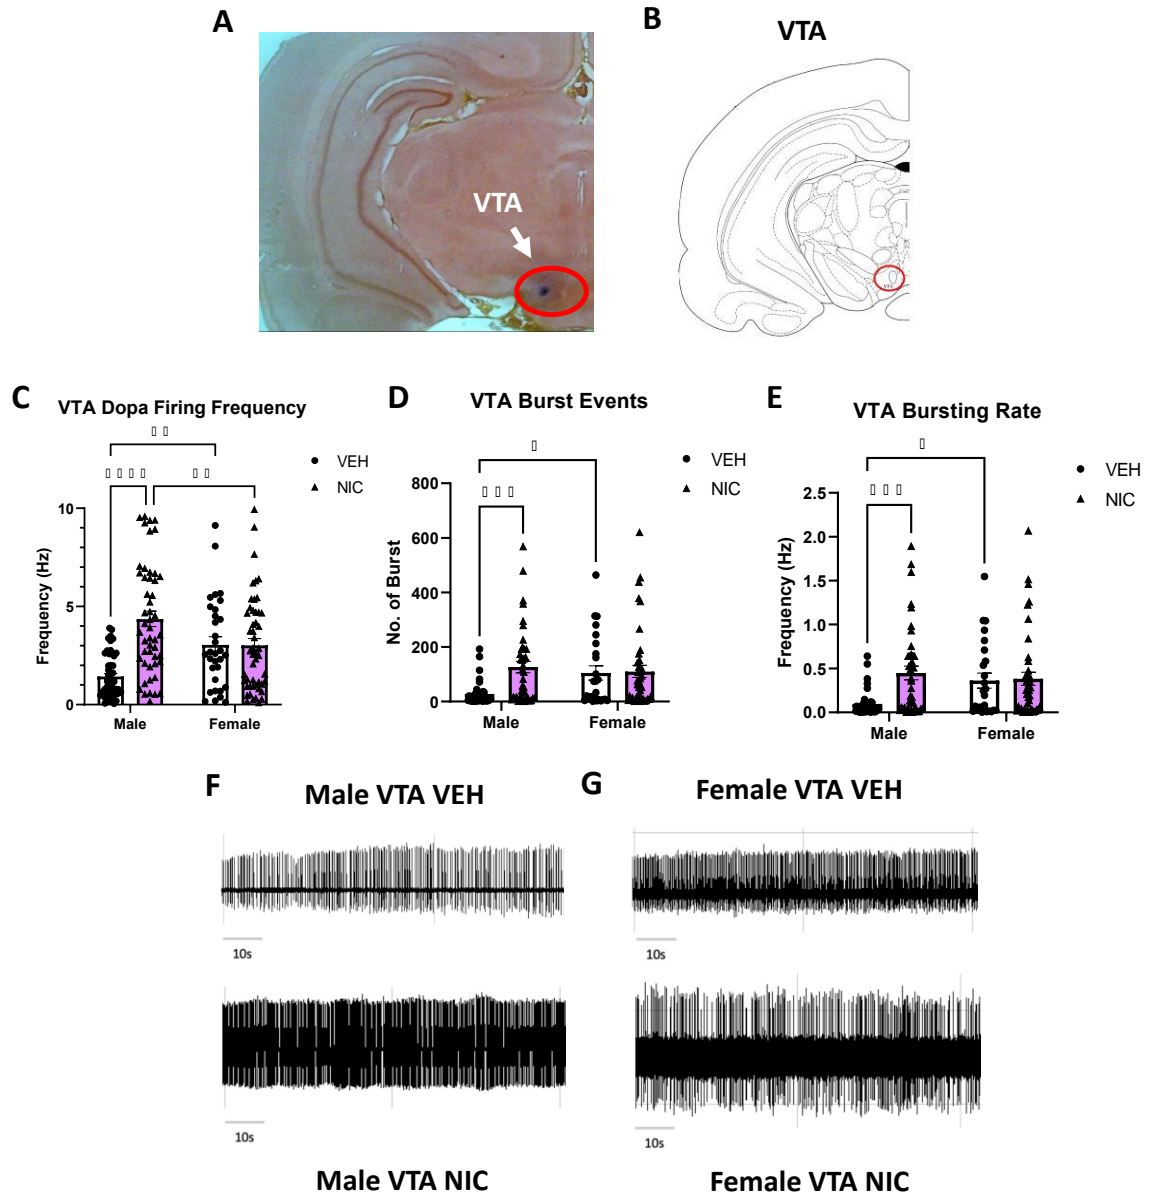 A
VTA
B
VTA
C
VTA Dopa Firing Frequency
VEH
NIC
Frequency (Hz)
10
5
0
Male
Female
D
VTA Burst Events
VEH
NIC
No. of Burst
800
600
400
200
0
Male
Female
E
VTA Bursting Rate
VEH
NIC
Frequency (Hz)
2.5
2.0
1.5
1.0
0.5
0.0
Male
Female
F
Male VTA VEH
10s
10s
Male VTA NIC
G
Female VTA VEH
10s
10s
Female VTA NIC